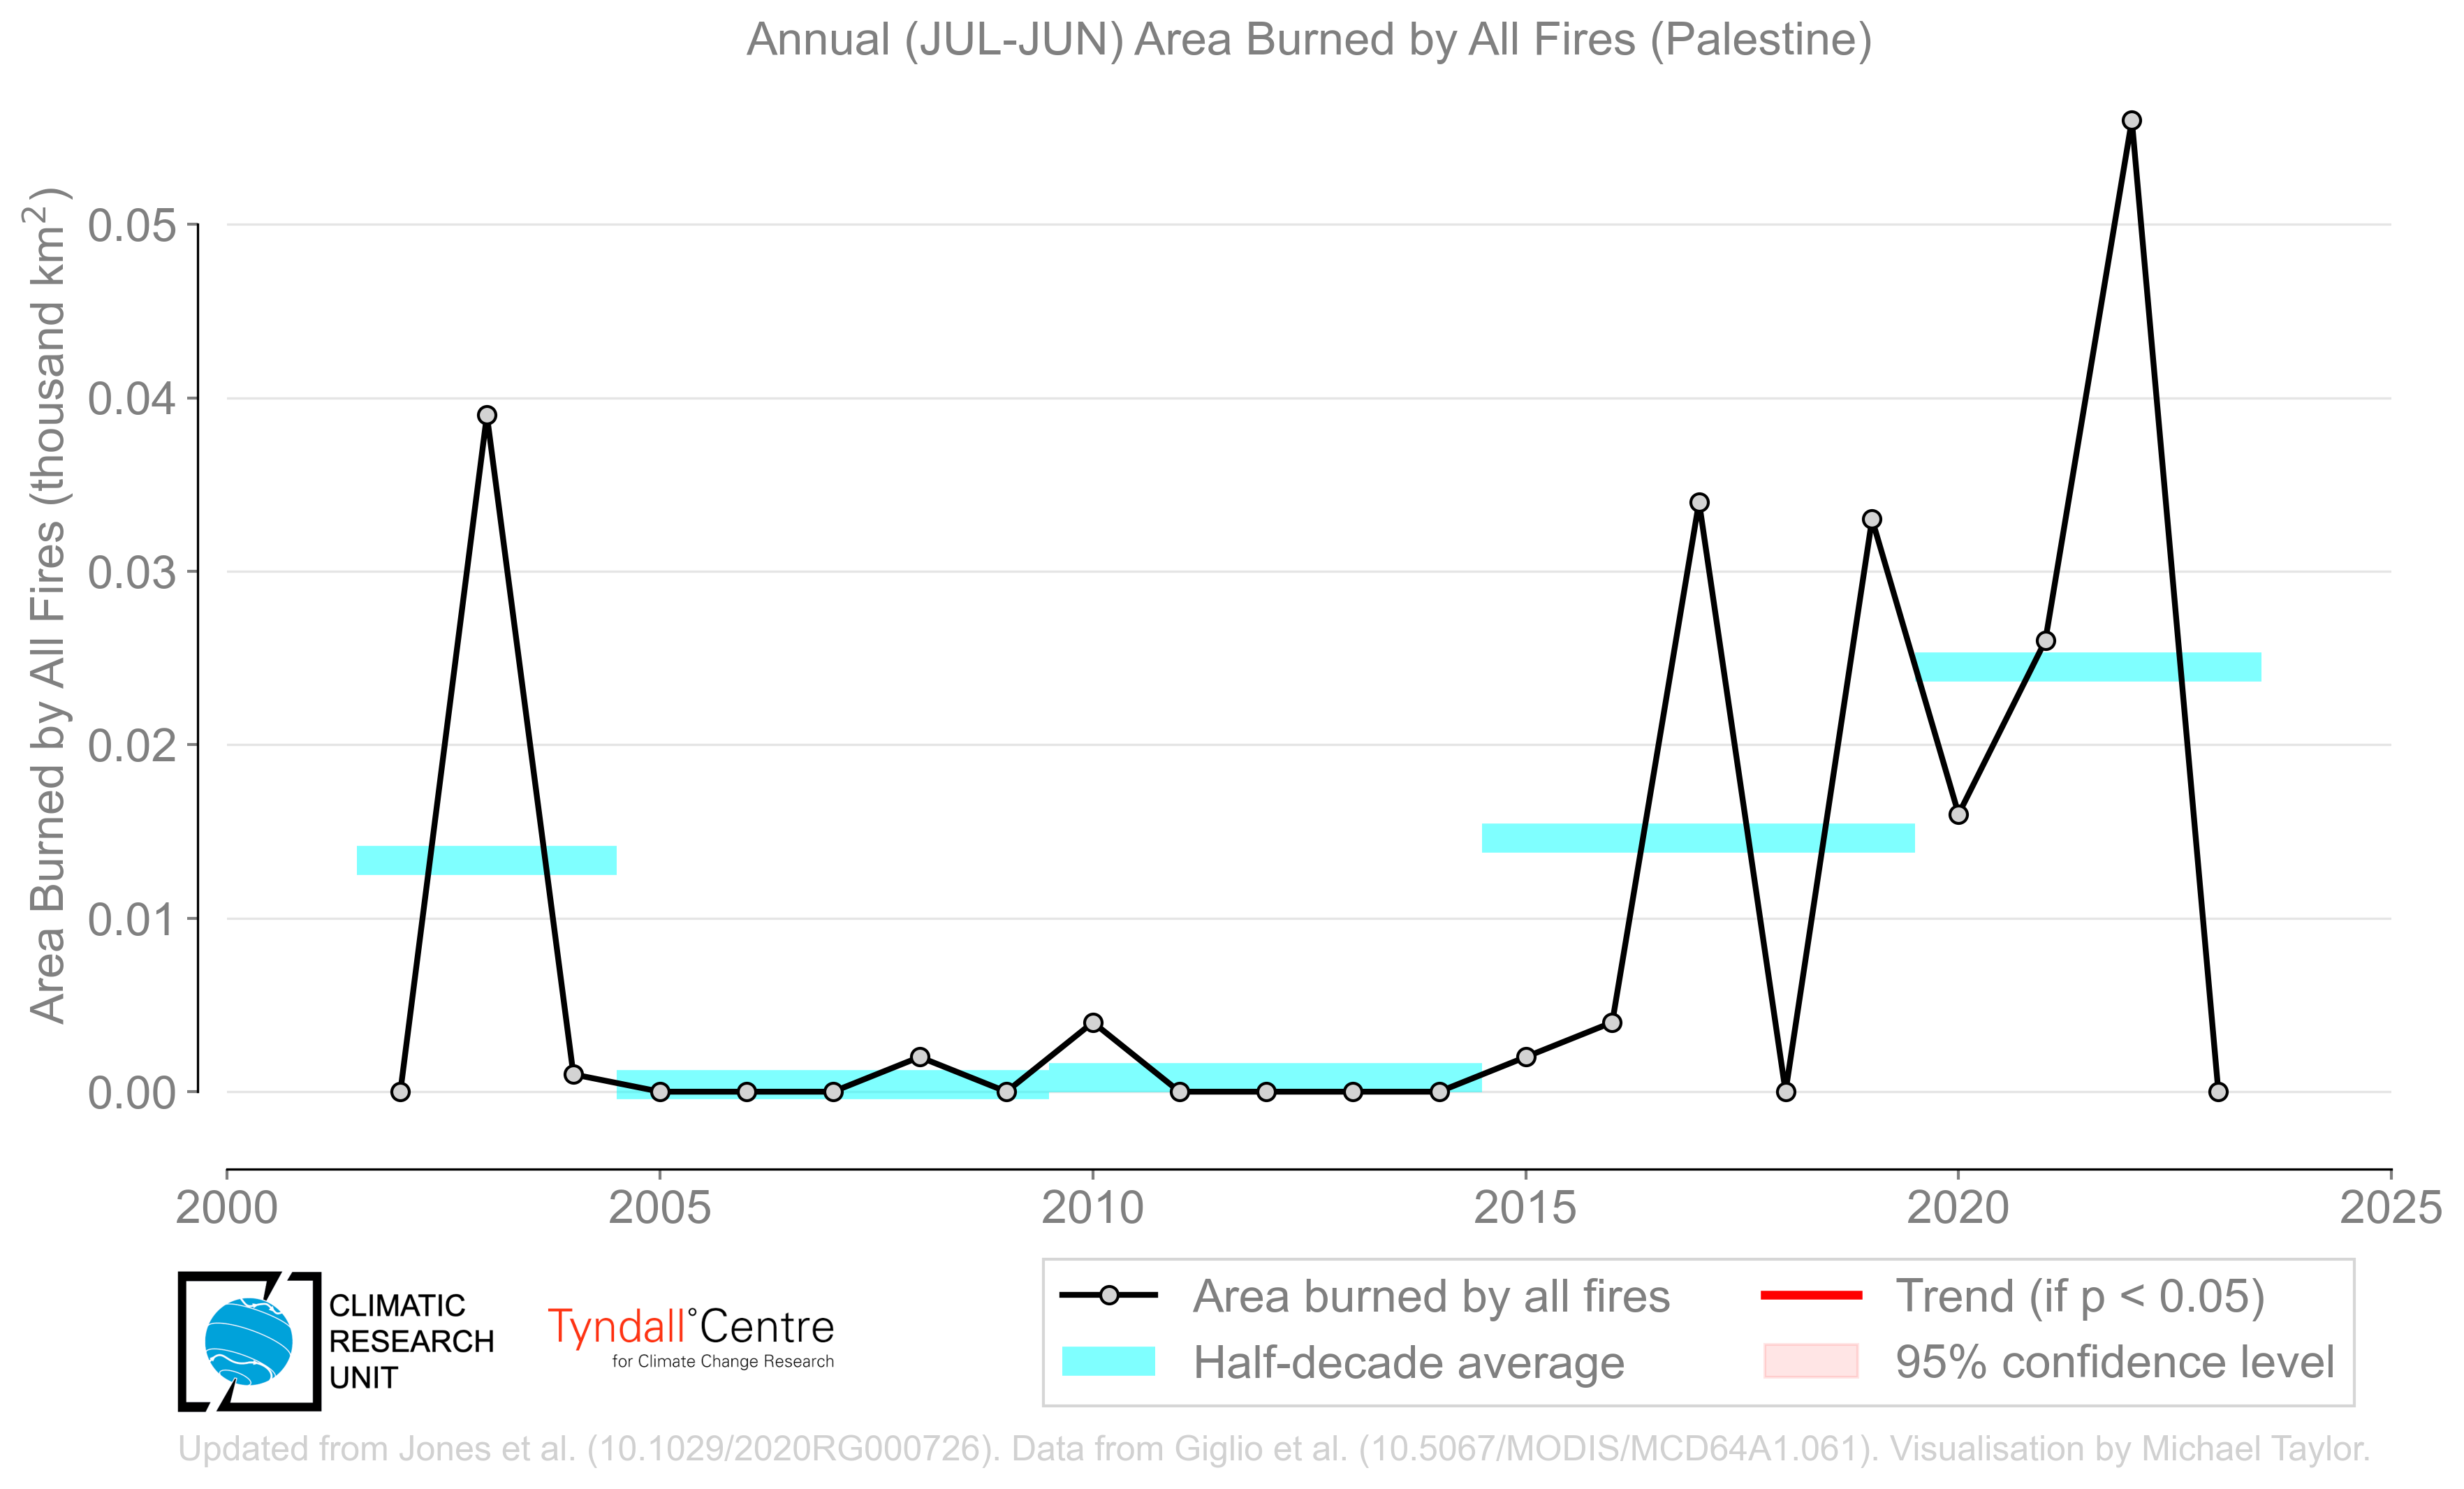 Annual (JUL-JUN) Area Burned by All Fires (Palestine)
Area Burned by All Fires (thousand km²)
0.05
0.04
0.03
0.02
0.01
0.00
2000 2005 2010 2015 2020 2025
CLIMATIC
RESEARCH
UNIT
Tyndall°Centre
for Climate Change Research
Area burned by all fires
Half-decade average
Trend (if p < 0.05)
95% confidence level
Updated from Jones et al. (10.1029/2020RG000726). Data from Giglio et al. (10.5067/MODIS/MCD64A1.061). Visualisation by Michael Taylor.